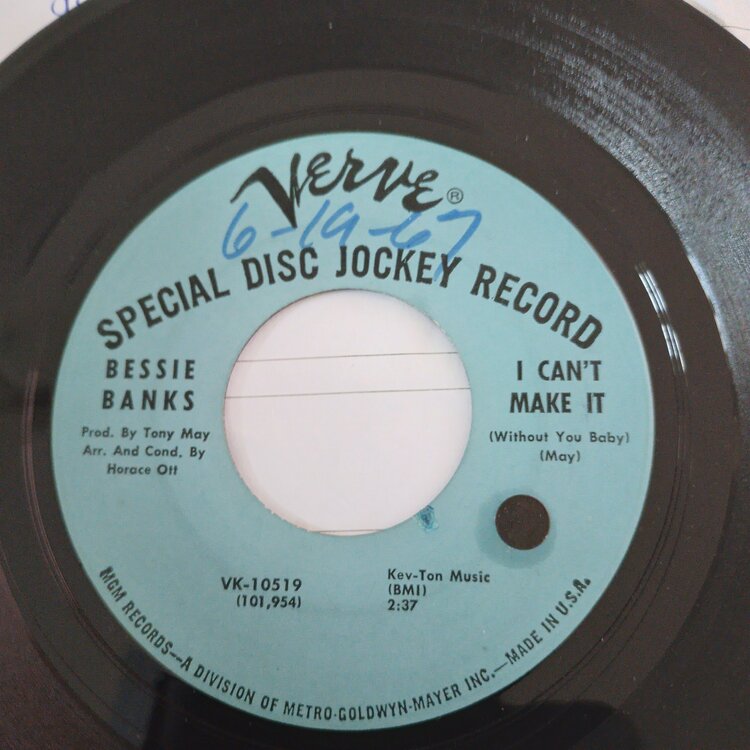 VERVE®
6-19-67
SPECIAL DISC JOCKEY RECORD
BESSIE
BANKS
Prod. By Tony May
Arr. And Cond. By
Horace Ott
I CAN'T
MAKE IT
(Without You Baby)
(May)
VK-10519
(101,954)
Kev-Ton Music
(BMI)
2:37
MGM RECORDS—A DIVISION OF METRO-GOLDWYN-MAYER INC.—MADE IN U.S.A.